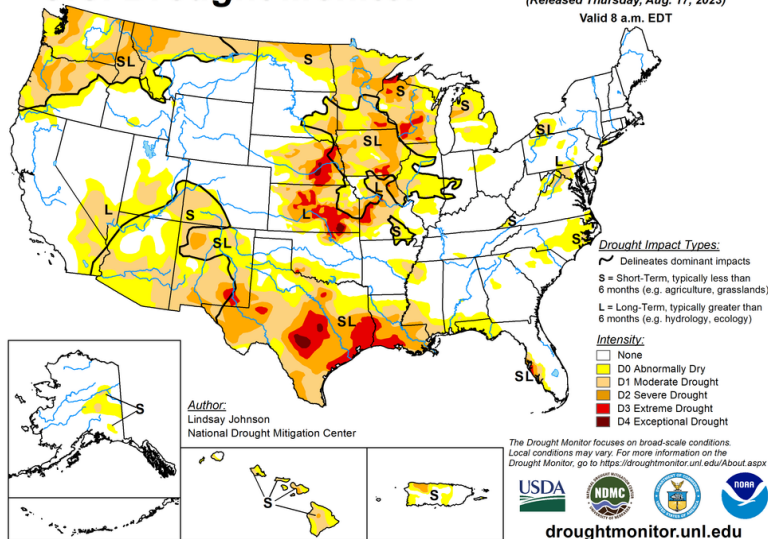 (Released Thursday, Aug. 17, 2023)
Valid 8 a.m. EDT
SL
S
S
S
SL
SL
L
L
L
S
L
S
S
S
SL
SL
SL
Drought Impact Types:
Delineates dominant impacts
S = Short-Term, typically less than
6 months (e.g. agriculture, grasslands)
L = Long-Term, typically greater than
6 months (e.g. hydrology, ecology)
Intensity:
None
D0 Abnormally Dry
D1 Moderate Drought
D2 Severe Drought
D3 Extreme Drought
D4 Exceptional Drought
S
Author:
Lindsay Johnson
National Drought Mitigation Center
S
S
The Drought Monitor focuses on broad-scale conditions.
Local conditions may vary. For more information on the
Drought Monitor, go to https://droughtmonitor.unl.edu/About.aspx
USDA
NDMC
NOAA
droughtmonitor.unl.edu